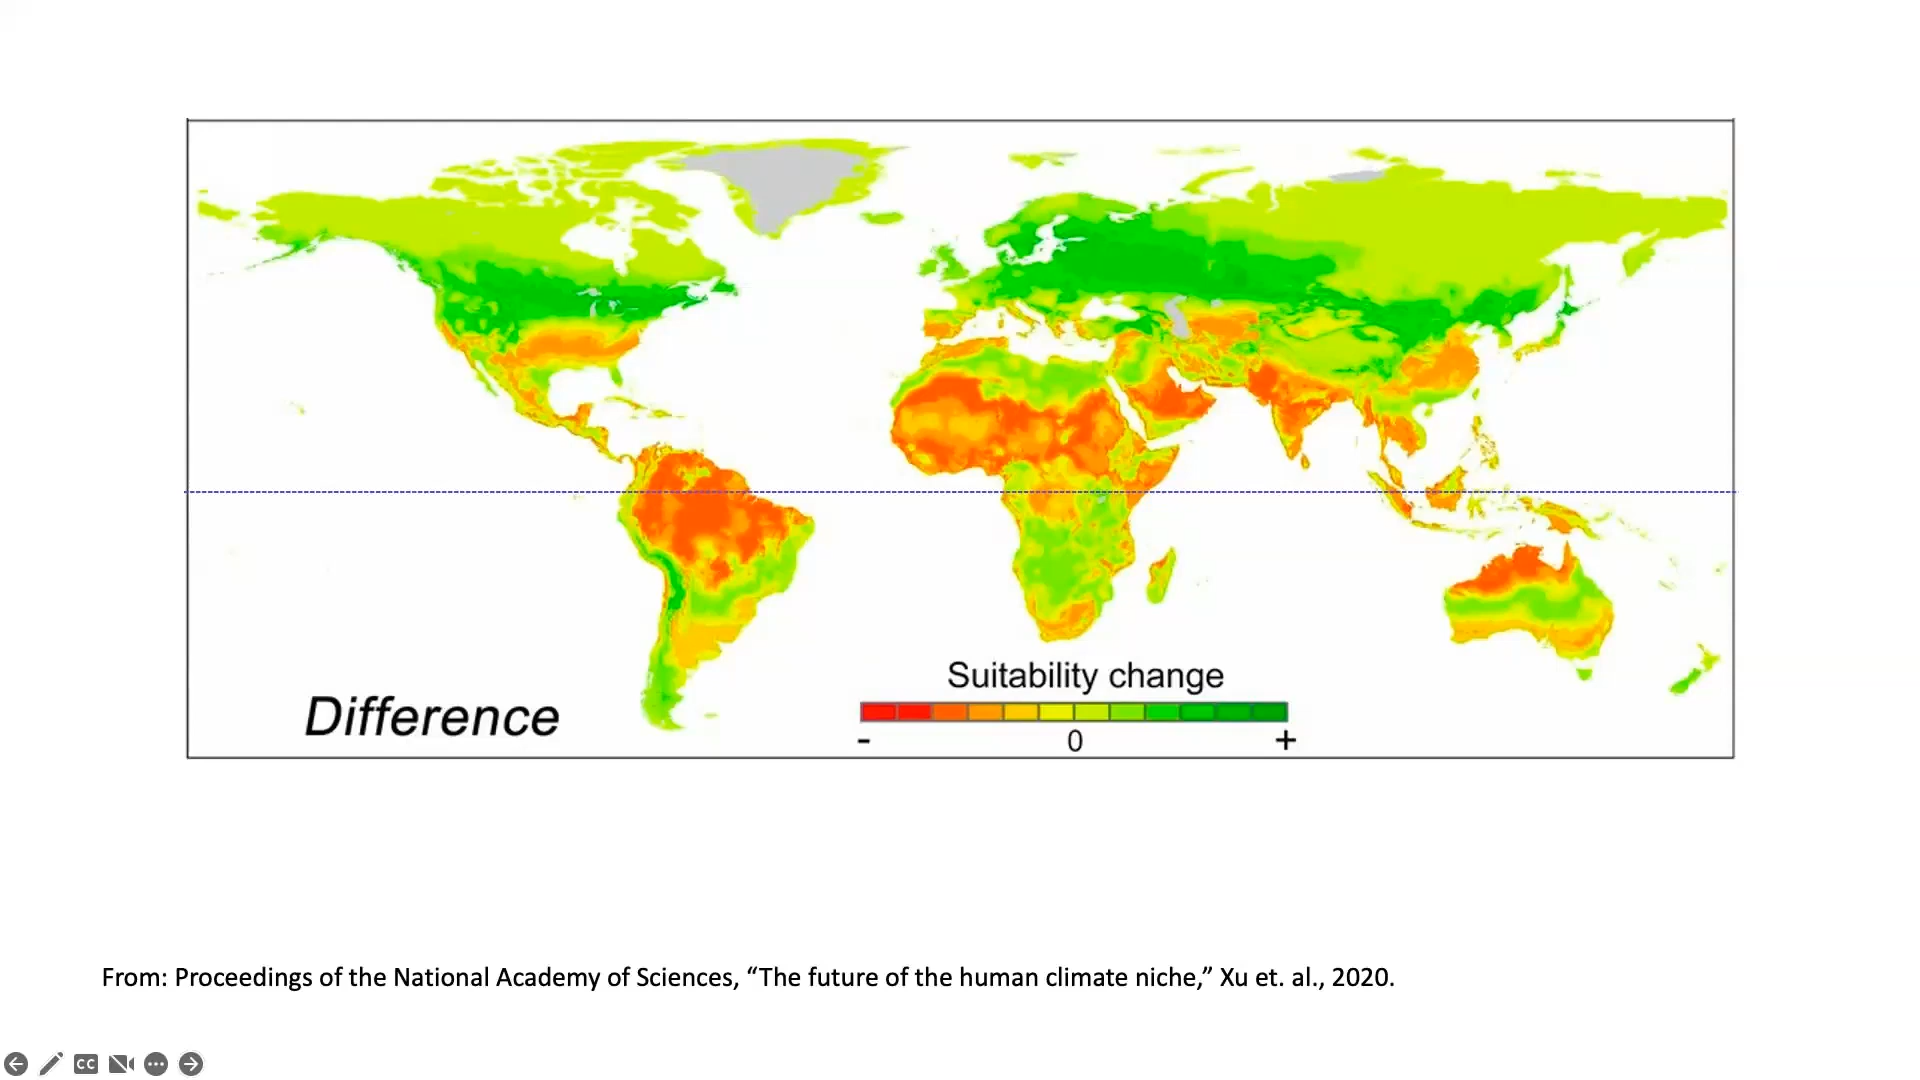 Suitability change
Difference
- 0 +
From: Proceedings of the National Academy of Sciences, “The future of the human climate niche,” Xu et. al., 2020.
CC